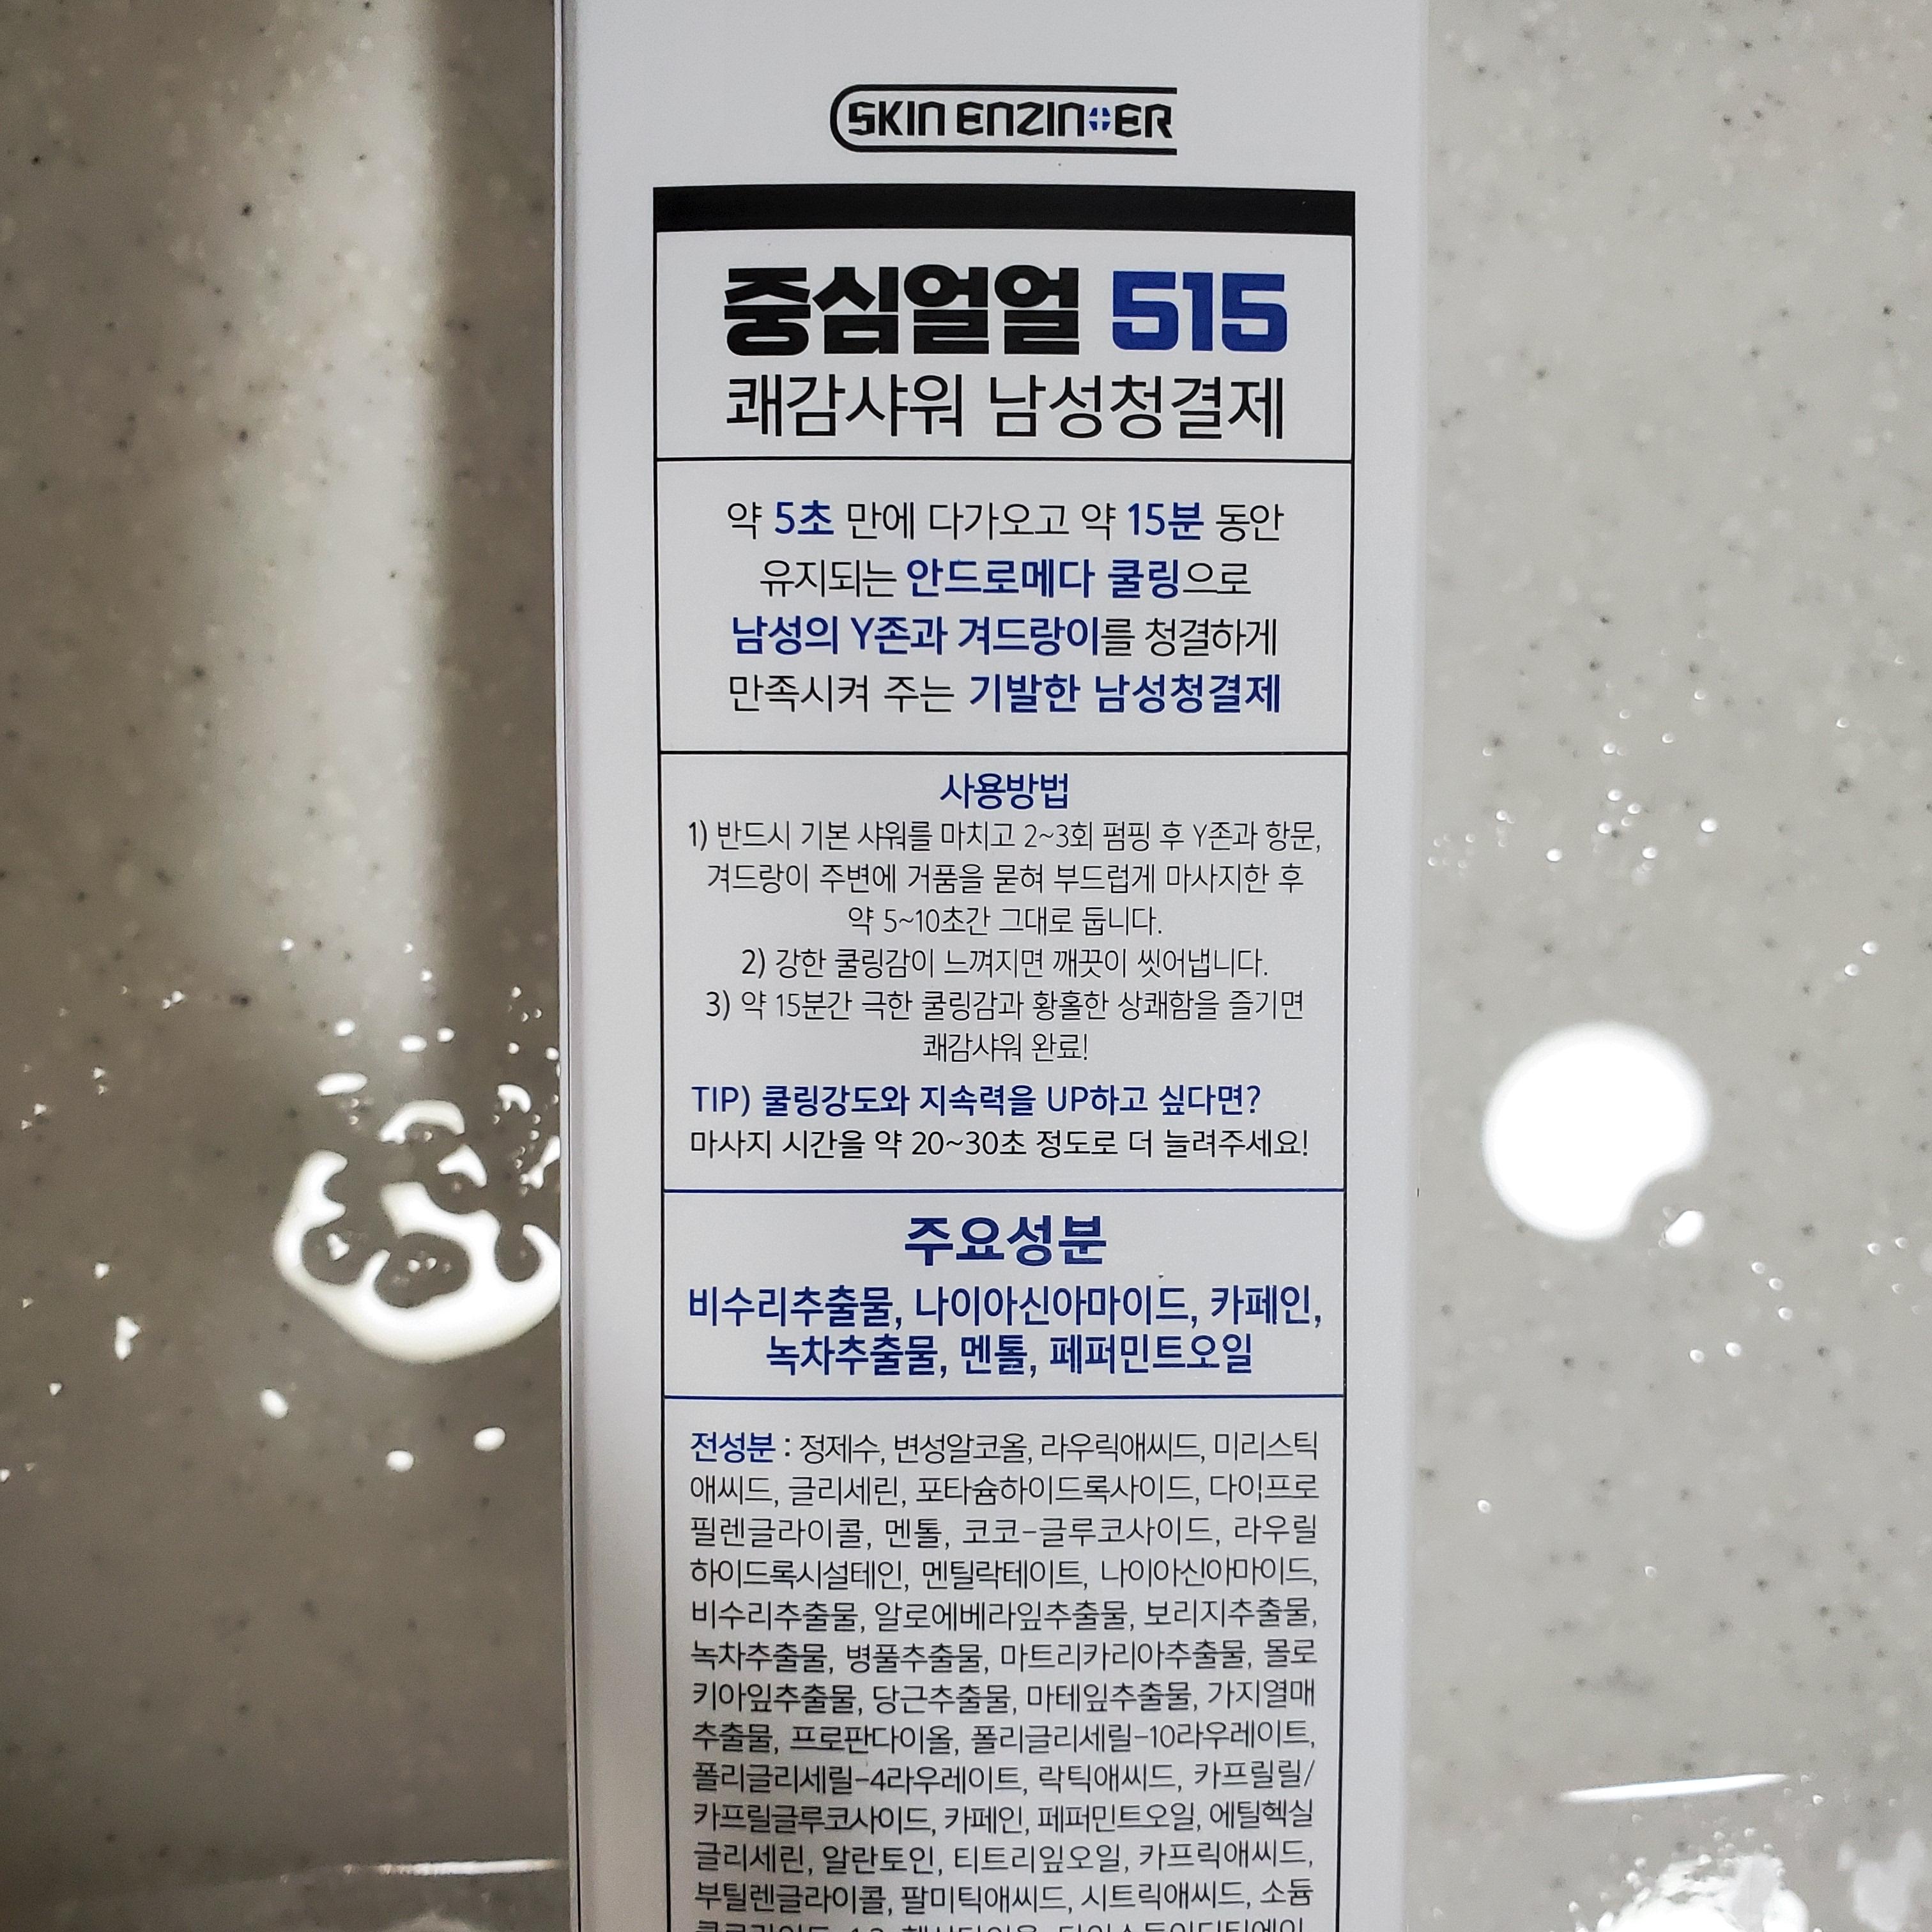 SKIN ENZINEER
중심얼얼 515
쾌감샤워 남성청결제
약 5초 만에 다가오고 약 15분 동안
유지되는 안드로메다 쿨링으로
남성의 Y존과 겨드랑이를 청결하게
만족시켜 주는 기발한 남성청결제
사용방법
1) 반드시 기본 샤워를 마치고 2~3회 펌핑 후 Y존과 항문,
겨드랑이 주변에 거품을 묻혀 부드럽게 마사지한 후
약 5~10초간 그대로 둡니다.
2) 강한 쿨링감이 느껴지면 깨끗이 씻어냅니다.
3) 약 15분간 극한 쿨링감과 황홀한 상쾌함을 즐기면
쾌감샤워 완료!
TIP) 쿨링강도와 지속력을 UP하고 싶다면?
마사지 시간을 약 20~30초 정도로 더 늘려주세요!
주요성분
비수리추출물, 나이아신아마이드, 카페인,
녹차추출물, 멘톨, 페퍼민트오일
전성분 : 정제수, 변성알코올, 라우릭애씨드, 미리스틱
애씨드, 글리세린, 포타슘하이드록사이드, 다이프로
필렌글라이콜, 멘톨, 코코-글루코사이드, 라우릴
하이드록시설테인, 멘틸락테이트, 나이아신아마이드,
비수리추출물, 알로에베라잎추출물, 보리지추출물,
녹차추출물, 병풀추출물, 마트리카리아추출물, 몰로
키아잎추출물, 당근추출물, 마테잎추출물, 가지열매
추출물, 프로판다이올, 폴리글리세릴-10라우레이트,
폴리글리세릴-4라우레이트, 락틱애씨드, 카프릴릴/
카프릴글루코사이드, 카페인, 페퍼민트오일, 에틸헥실
글리세린, 알란토인, 티트리잎오일, 카프릭애씨드,
부틸렌글라이콜, 팔미틱애씨드, 시트릭애씨드, 소듐